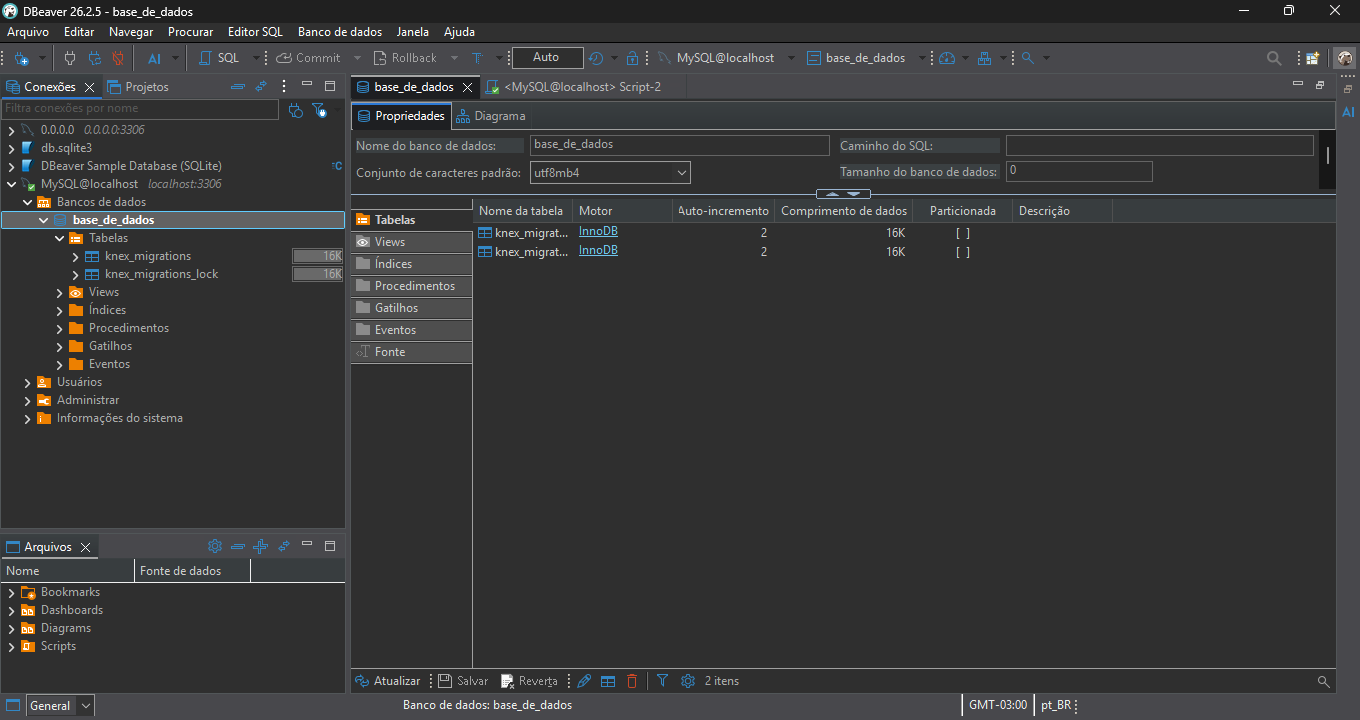 DBeaver 26.2.5 - base_de_dados
Arquivo Editar Navegar Procurar Editor SQL Banco de dados Janela Ajuda
AI SQL Commit Rollback T Auto MySQL@localhost base_de_dados
Conexões Projetos
base_de_dados <MySQL@localhost> Script-2
Filtra conexões por nome
0.0.0.0 0.0.0.0:3306
db.sqlite3
DBeaver Sample Database (SQLite)
MySQL@localhost localhost:3306
Bancos de dados
base_de_dados
Tabelas
knex_migrations 16K
knex_migrations_lock 16K
Views
Índices
Procedimentos
Gatilhos
Eventos
Usuários
Administrar
Informações do sistema
Propriedades Diagrama
AI
Nome do banco de dados: base_de_dados Caminho do SQL:
Conjunto de caracteres padrão: utf8mb4 Tamanho do banco de dados: 0
Tabelas
Views
Índices
Procedimentos
Gatilhos
Eventos
Fonte
Nome da tabela Motor Auto-incremento Comprimento de dados Particionada Descrição
knex_migrat... InnoDB 2 16K [ ]
knex_migrat... InnoDB 2 16K [ ]
Arquivos
Nome Fonte de dados
Bookmarks
Dashboards
Diagrams
Scripts
Atualizar Salvar Reverta 2 itens
General Banco de dados: base_de_dados GMT-03:00 pt_BR